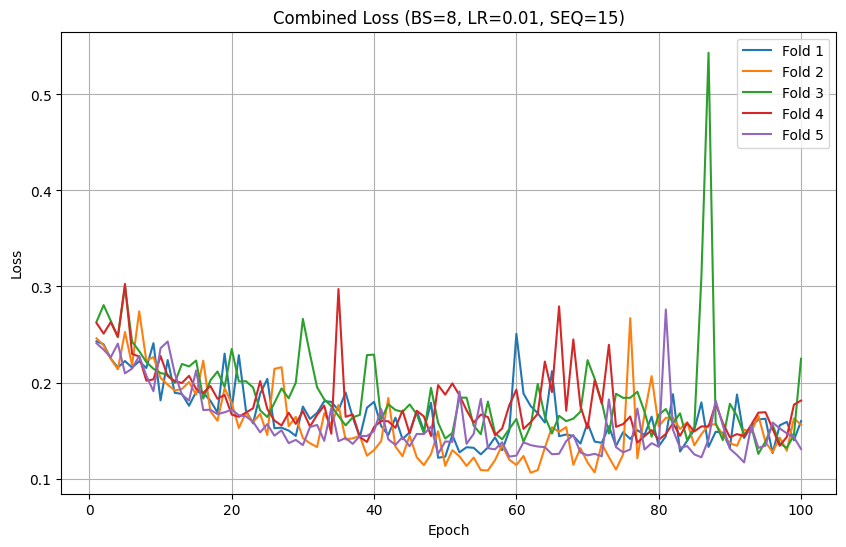 Combined Loss (BS=8, LR=0.01, SEQ=15)
Fold 1
Fold 2
Fold 3
Fold 4
Fold 5
Loss
0.5
0.4
0.3
0.2
0.1
0 20 40 60 80 100
Epoch